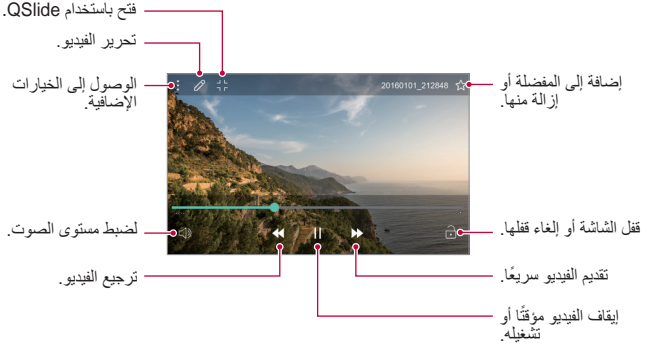 فتح باستخدام QSlide.
تحرير الفيديو.
الوصول إلى الخيارات
الإضافية.
20160101_212848
إضافة إلى المفضلة أو
إزالة منها.
لضبط مستوى الصوت.
قفل الشاشة أو إلغاء قفلها.
ترجيع الفيديو.
تقديم الفيديو سريعًا.
إيقاف الفيديو مؤقتًا أو
تشغيله.